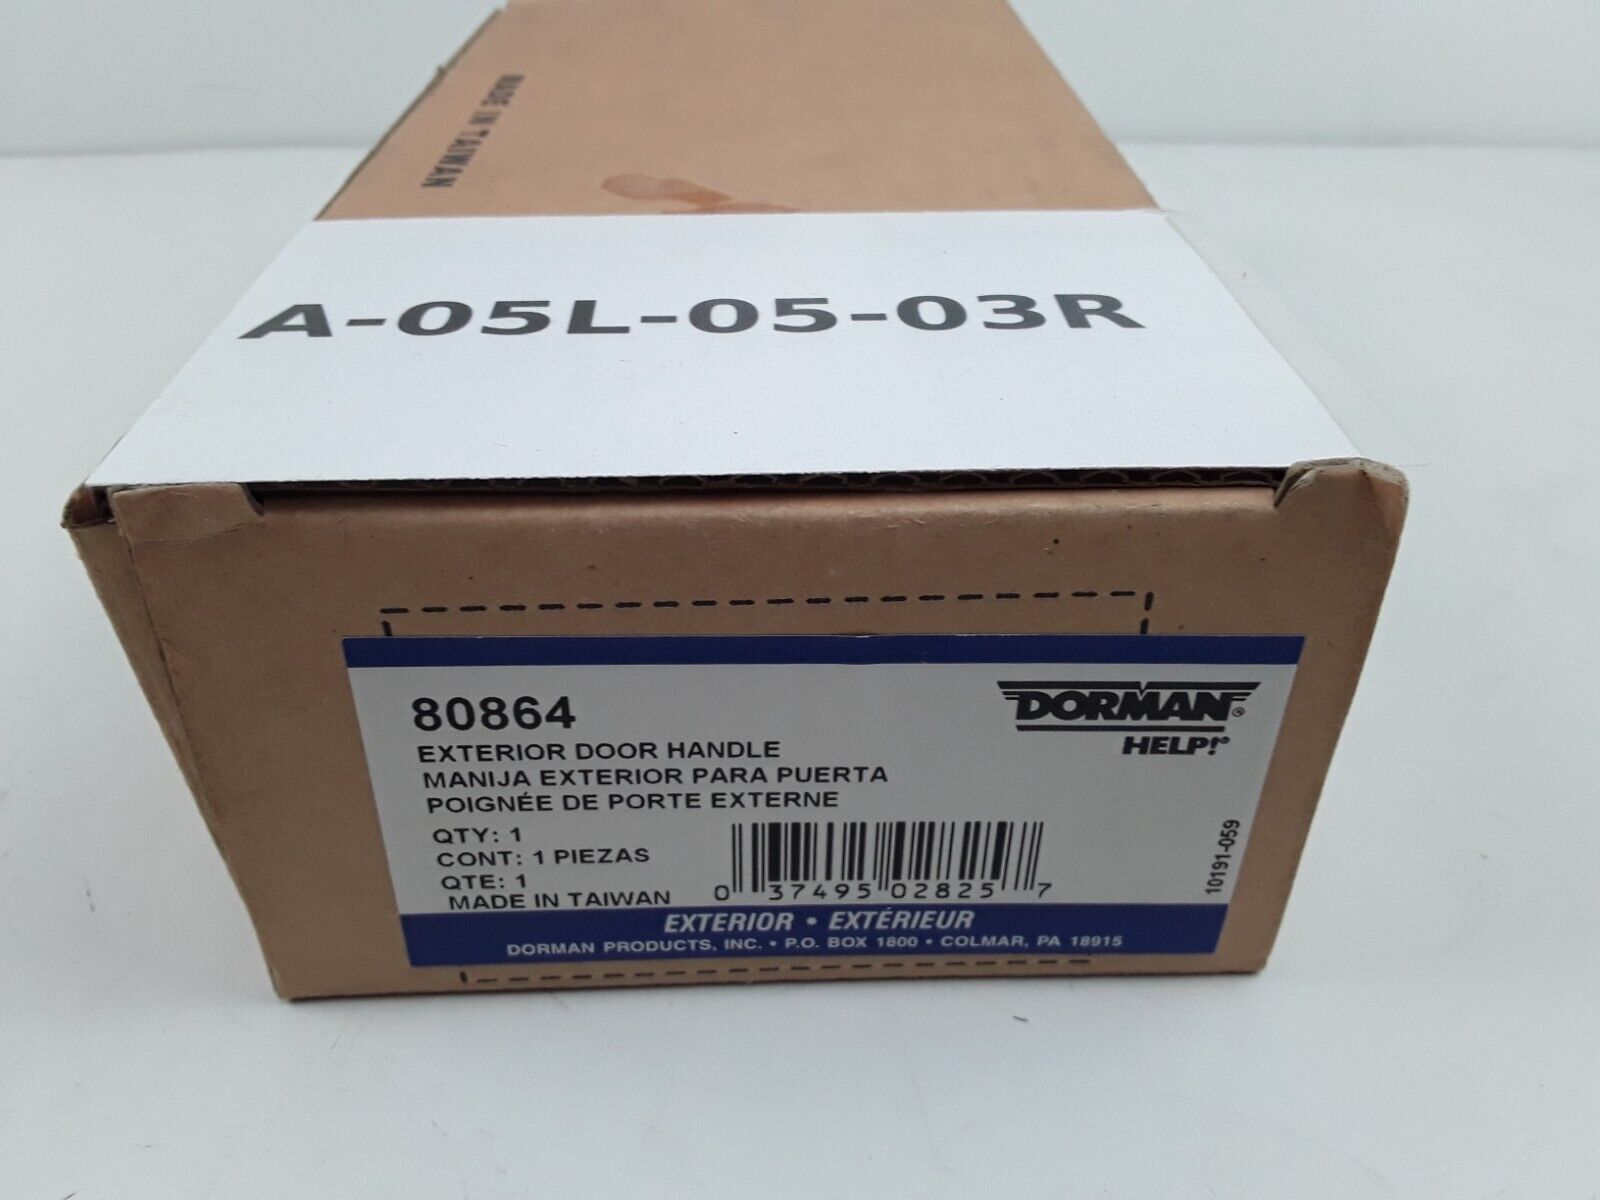 MADE IN TAIWAN
A-05L-05-03R
80864
DORMAN®
HELP!®
EXTERIOR DOOR HANDLE
MANIJA EXTERIOR PARA PUERTA
POIGNÉE DE PORTE EXTERNE
QTY: 1
CONT: 1 PIEZAS
QTE: 1
MADE IN TAIWAN
0 37495 02825 7
10191-059
EXTERIOR • EXTÉRIEUR
DORMAN PRODUCTS, INC. • P.O. BOX 1800 • COLMAR, PA 18915